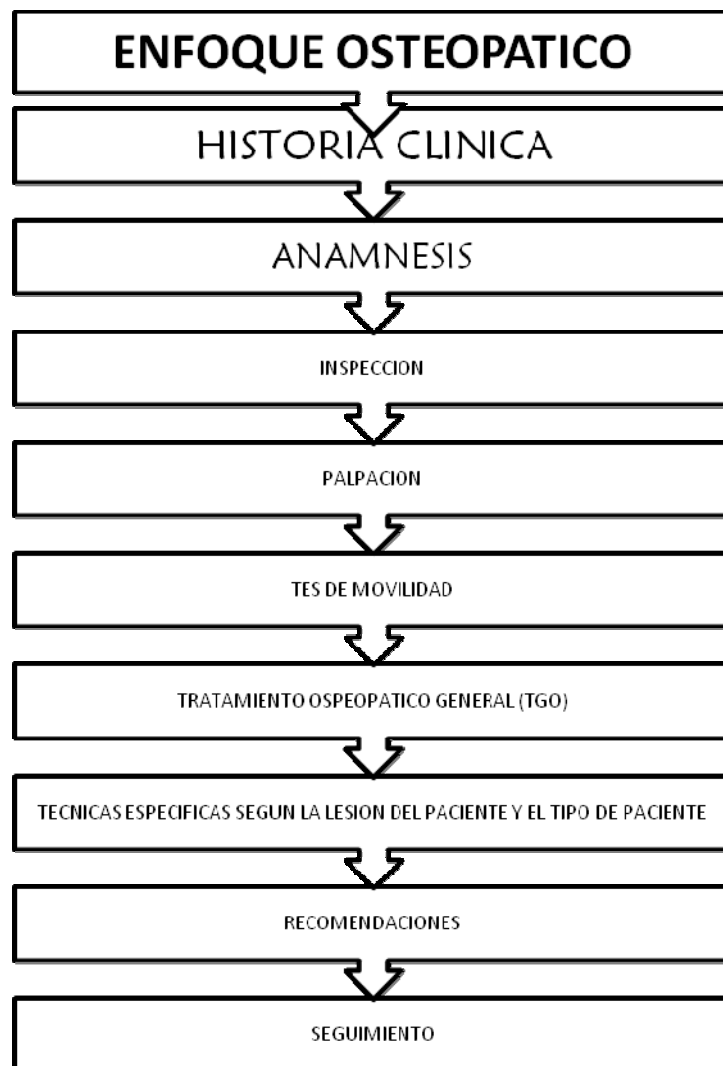 ENFOQUE OSTEOPATICO
HISTORIA CLINICA
ANAMNESIS
INSPECCION
PALPACION
TES DE MOVILIDAD
TRATAMIENTO OSPEOPATICO GENERAL (TGO)
TECNICAS ESPECIFICAS SEGUN LA LESION DEL PACIENTE Y EL TIPO DE PACIENTE
RECOMENDACIONES
SEGUIMIENTO